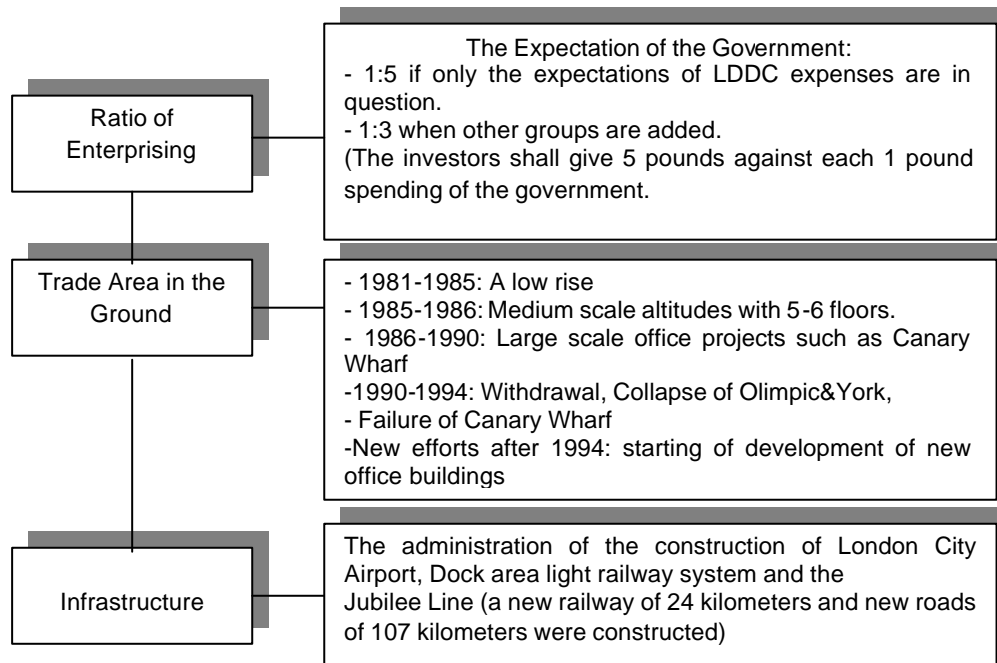 Ratio of
Enterprising
The Expectation of the Government:
- 1:5 if only the expectations of LDDC expenses are in
question.
- 1:3 when other groups are added.
(The investors shall give 5 pounds against each 1 pound
spending of the government.
Trade Area in the
Ground
- 1981-1985: A low rise
- 1985-1986: Medium scale altitudes with 5-6 floors.
- 1986-1990: Large scale office projects such as Canary
Wharf
-1990-1994: Withdrawal, Collapse of Olimpic&York,
- Failure of Canary Wharf
-New efforts after 1994: starting of development of new
office buildings
Infrastructure
The administration of the construction of London City
Airport, Dock area light railway system and the
Jubilee Line (a new railway of 24 kilometers and new roads
of 107 kilometers were constructed)